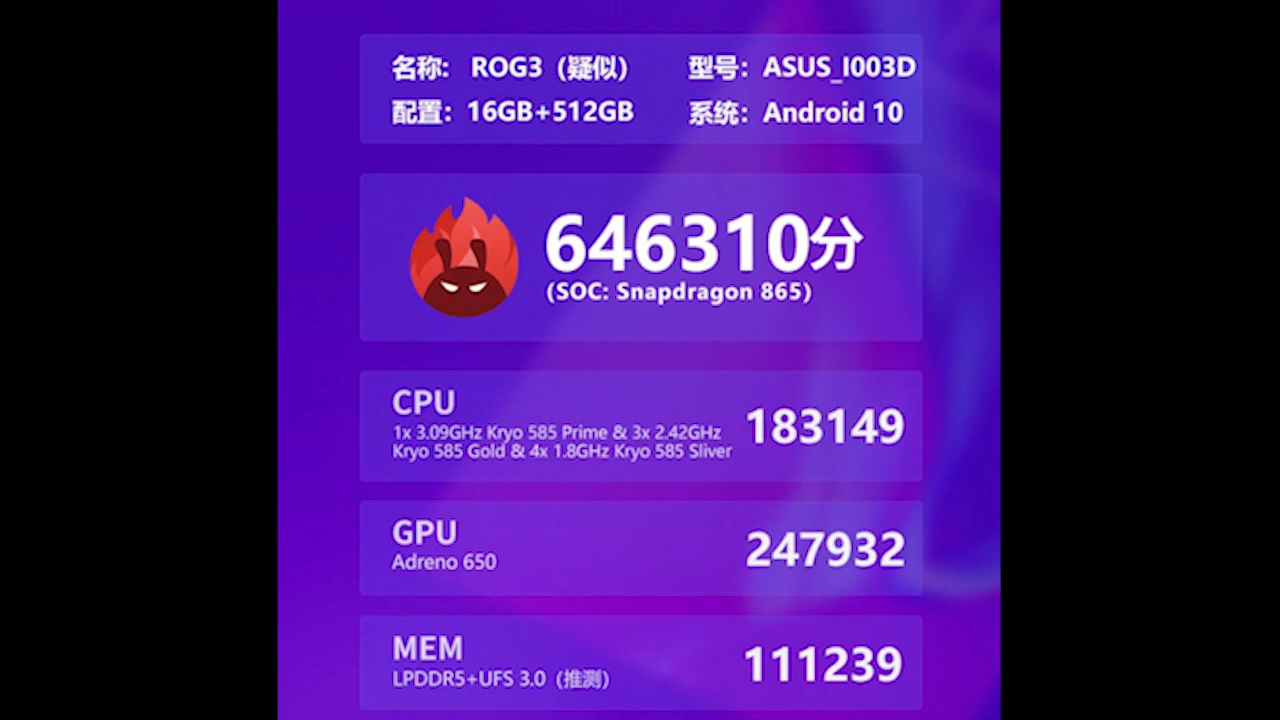 名称: ROG3（疑似） 型号: ASUS_I003D
配置: 16GB+512GB 系统: Android 10
646310分
(SOC: Snapdragon 865)
CPU
1x 3.09GHz Kryo 585 Prime & 3x 2.42GHz
Kryo 585 Gold & 4x 1.8GHz Kryo 585 Sliver
183149
GPU
Adreno 650
247932
MEM
LPDDR5+UFS 3.0（推测）
111239